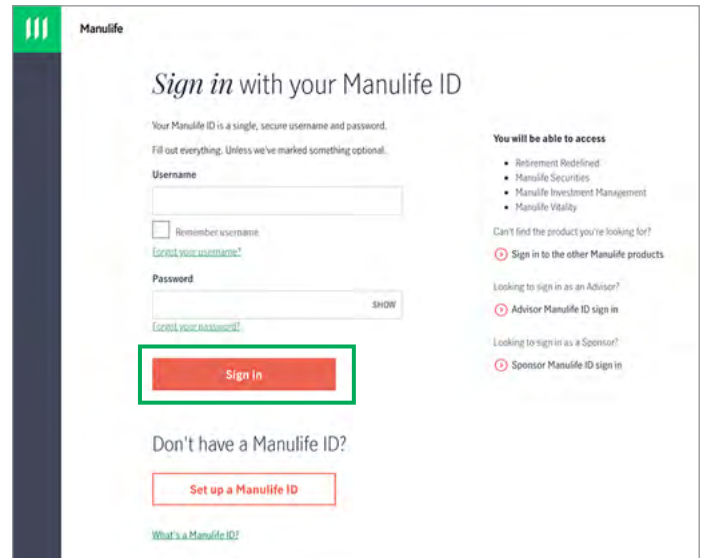 Manulife
Sign in with your Manulife ID
Your Manulife ID is a single, secure username and password.
Fill out everything. Unless we've marked something optional.
Username
Remember username
Forgot your username?
Password
SHOW
Forgot your password?
Sign in
Don't have a Manulife ID?
Set up a Manulife ID
What's a Manulife ID?
You will be able to access
• Retirement Redefined
• Manulife Securities
• Manulife Investment Management
• Manulife Vitality
Can't find the product you're looking for?
Sign in to the other Manulife products
Looking to sign in as an Advisor?
Advisor Manulife ID sign in
Looking to sign in as a Sponsor?
Sponsor Manulife ID sign in